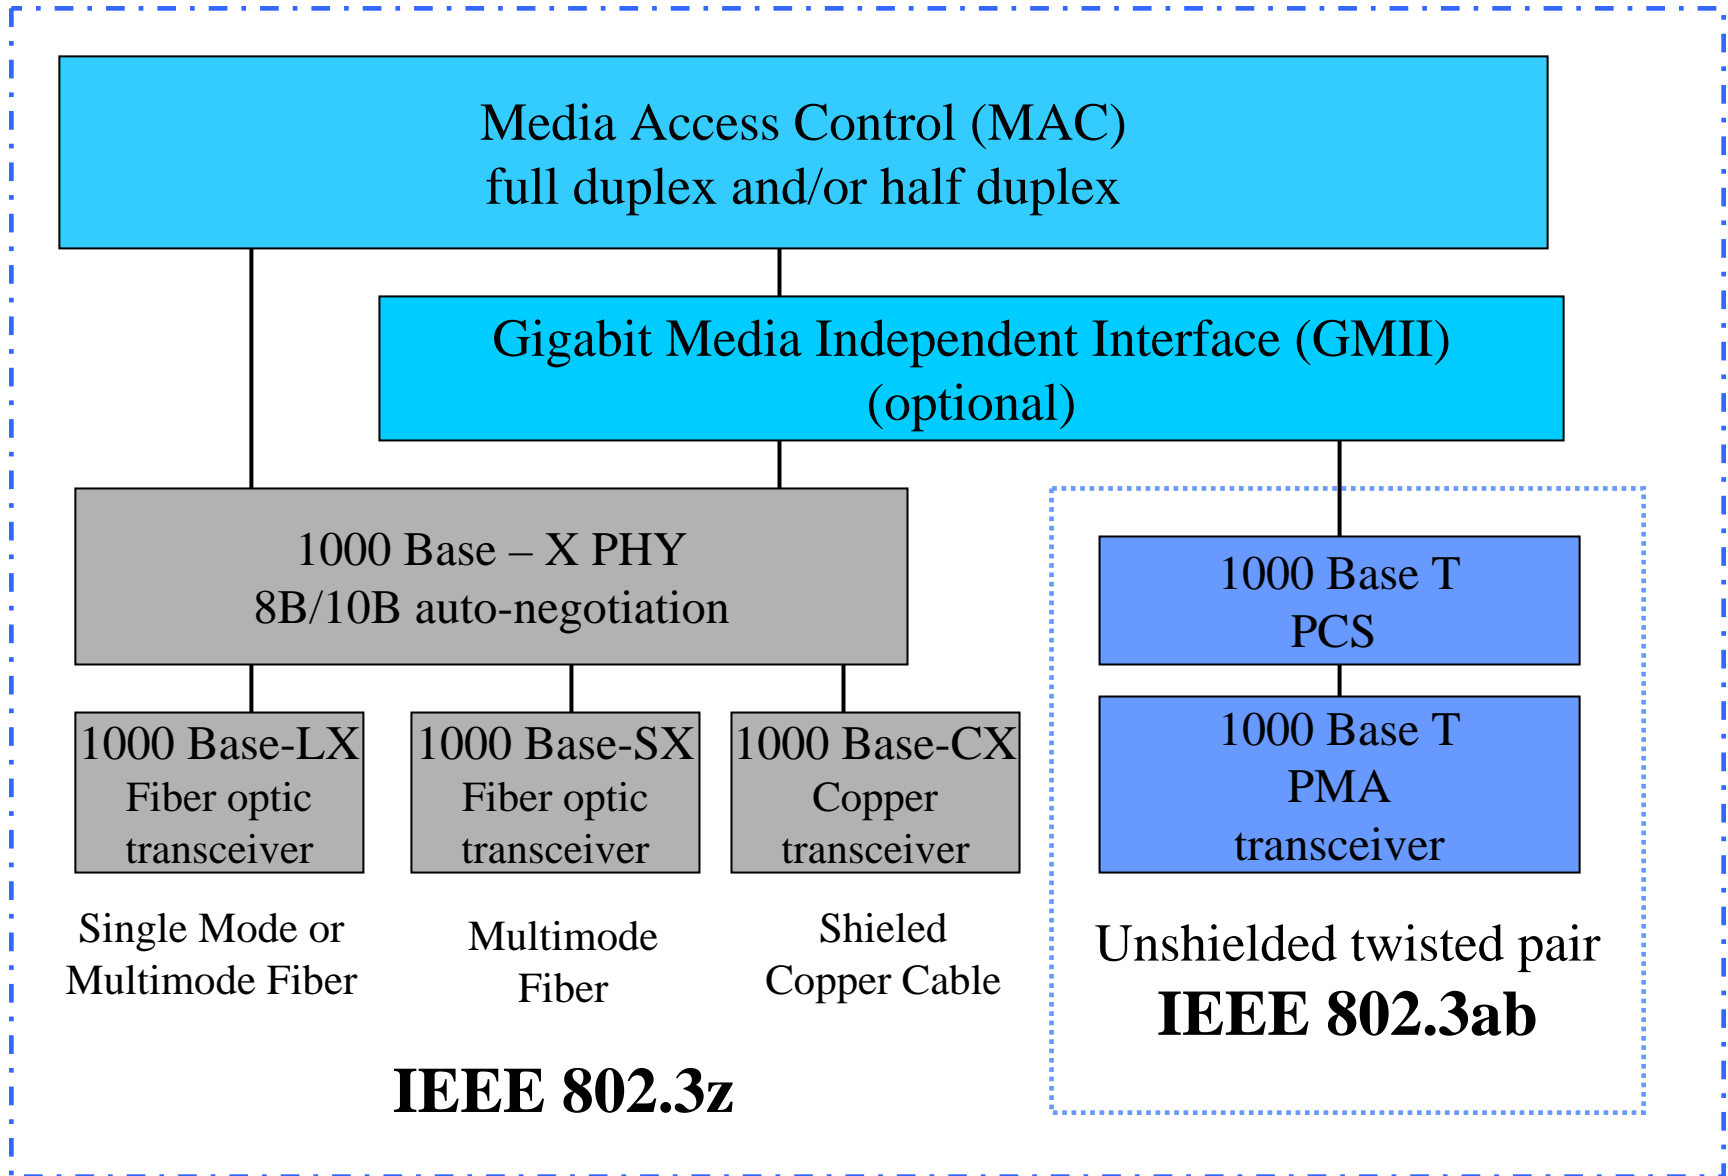 Media Access Control (MAC)
full duplex and/or half duplex
Gigabit Media Independent Interface (GMII)
(optional)
1000 Base – X PHY
8B/10B auto-negotiation
1000 Base T
PCS
1000 Base-LX
Fiber optic
transceiver
1000 Base-SX
Fiber optic
transceiver
1000 Base-CX
Copper
transceiver
1000 Base T
PMA
transceiver
Single Mode or
Multimode Fiber
Multimode
Fiber
Shieled
Copper Cable
Unshielded twisted pair
IEEE 802.3ab
IEEE 802.3z